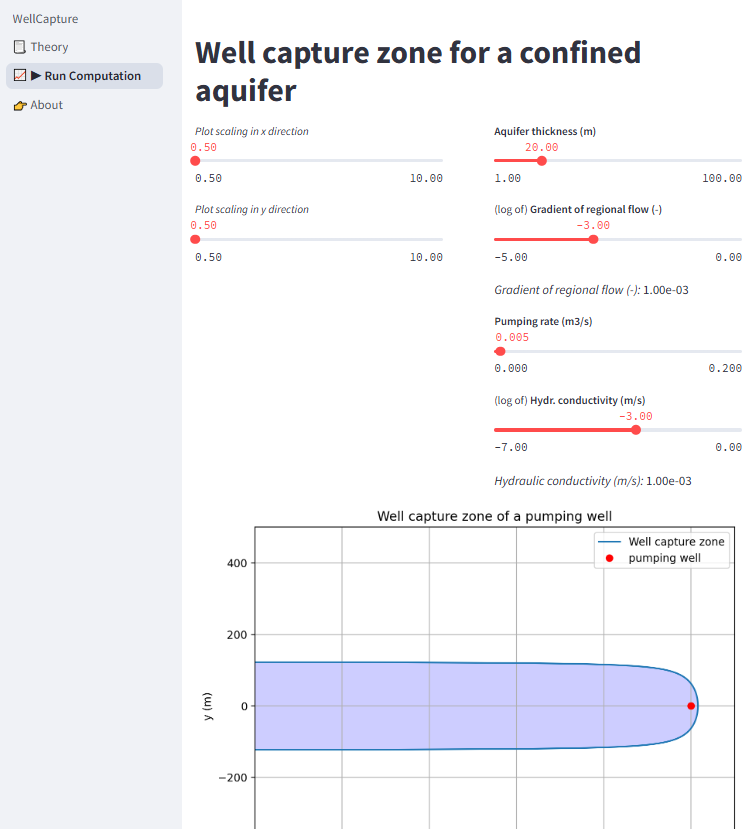 WellCapture
Theory
▶ Run Computation
About
Well capture zone for a confined
aquifer
Plot scaling in x direction
0.50
0.50 10.00
Plot scaling in y direction
0.50
0.50 10.00
Aquifer thickness (m)
20.00
1.00 100.00
(log of) Gradient of regional flow (-)
-3.00
-5.00 0.00
Gradient of regional flow (-): 1.00e-03
Pumping rate (m3/s)
0.005
0.000 0.200
(log of) Hydr. conductivity (m/s)
-3.00
-7.00 0.00
Hydraulic conductivity (m/s): 1.00e-03
Well capture zone of a pumping well
Well capture zone
pumping well
400
200
0
−200
y (m)